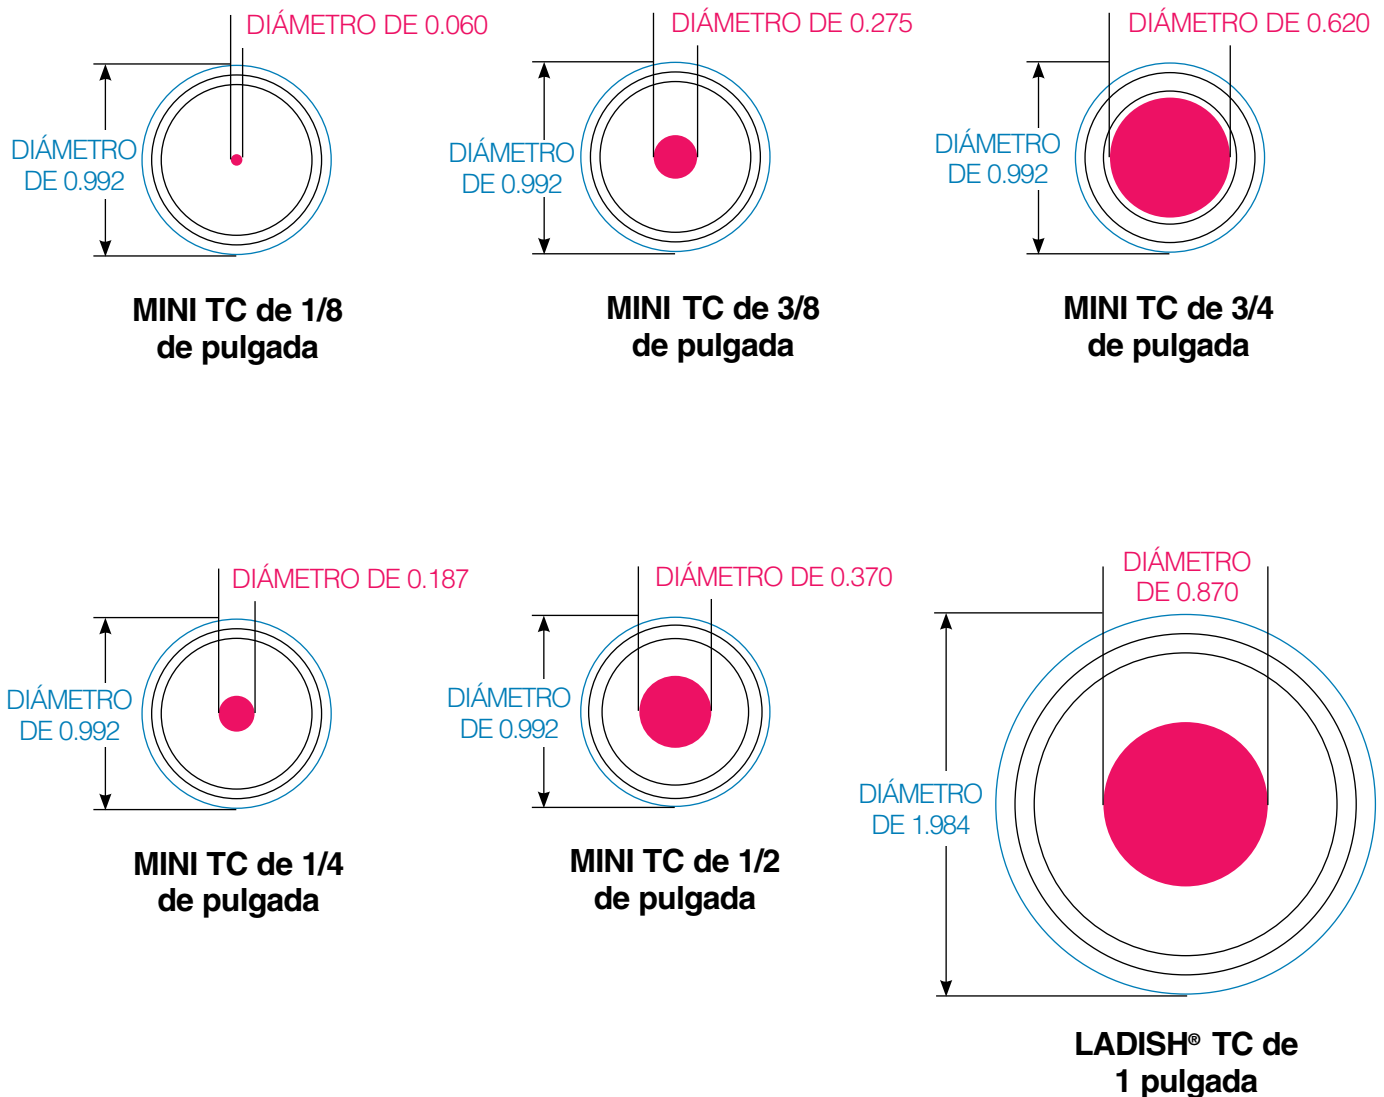 DIÁMETRO DE 0.060
DIÁMETRO
DE 0.992
MINI TC de 1/8
de pulgada
DIÁMETRO DE 0.275
DIÁMETRO
DE 0.992
MINI TC de 3/8
de pulgada
DIÁMETRO DE 0.620
DIÁMETRO
DE 0.992
MINI TC de 3/4
de pulgada
DIÁMETRO DE 0.187
DIÁMETRO
DE 0.992
MINI TC de 1/4
de pulgada
DIÁMETRO DE 0.370
DIÁMETRO
DE 0.992
MINI TC de 1/2
de pulgada
DIÁMETRO
DE 0.870
DIÁMETRO
DE 1.984
LADISH® TC de
1 pulgada